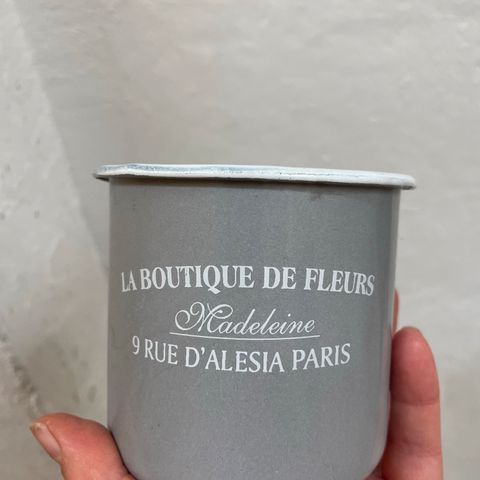 LA BOUTIQUE DE FLEURS
Madeleine
9 RUE D'ALESIA PARIS